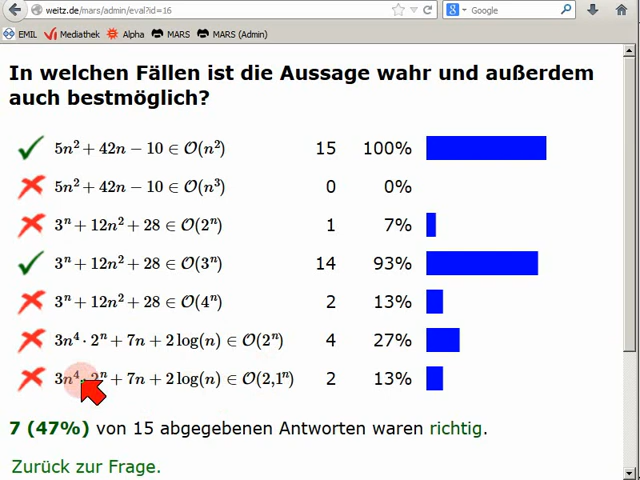 weitz.de/mars/admin/eval?id=16
Google
EMIL Mediathek Alpha MARS MARS (Admin)
In welchen Fällen ist die Aussage wahr und außerdem
auch bestmöglich?
5n² + 42n − 10 ∈ O(n²) 15 100%
5n² + 42n − 10 ∈ O(n³) 0 0%
3ⁿ + 12n² + 28 ∈ O(2ⁿ) 1 7%
3ⁿ + 12n² + 28 ∈ O(3ⁿ) 14 93%
3ⁿ + 12n² + 28 ∈ O(4ⁿ) 2 13%
3n⁴ · 2ⁿ + 7n + 2 log(n) ∈ O(2ⁿ) 4 27%
3n⁴ · 2ⁿ + 7n + 2 log(n) ∈ O(2,1ⁿ) 2 13%
7 (47%) von 15 abgegebenen Antworten waren richtig.
Zurück zur Frage.